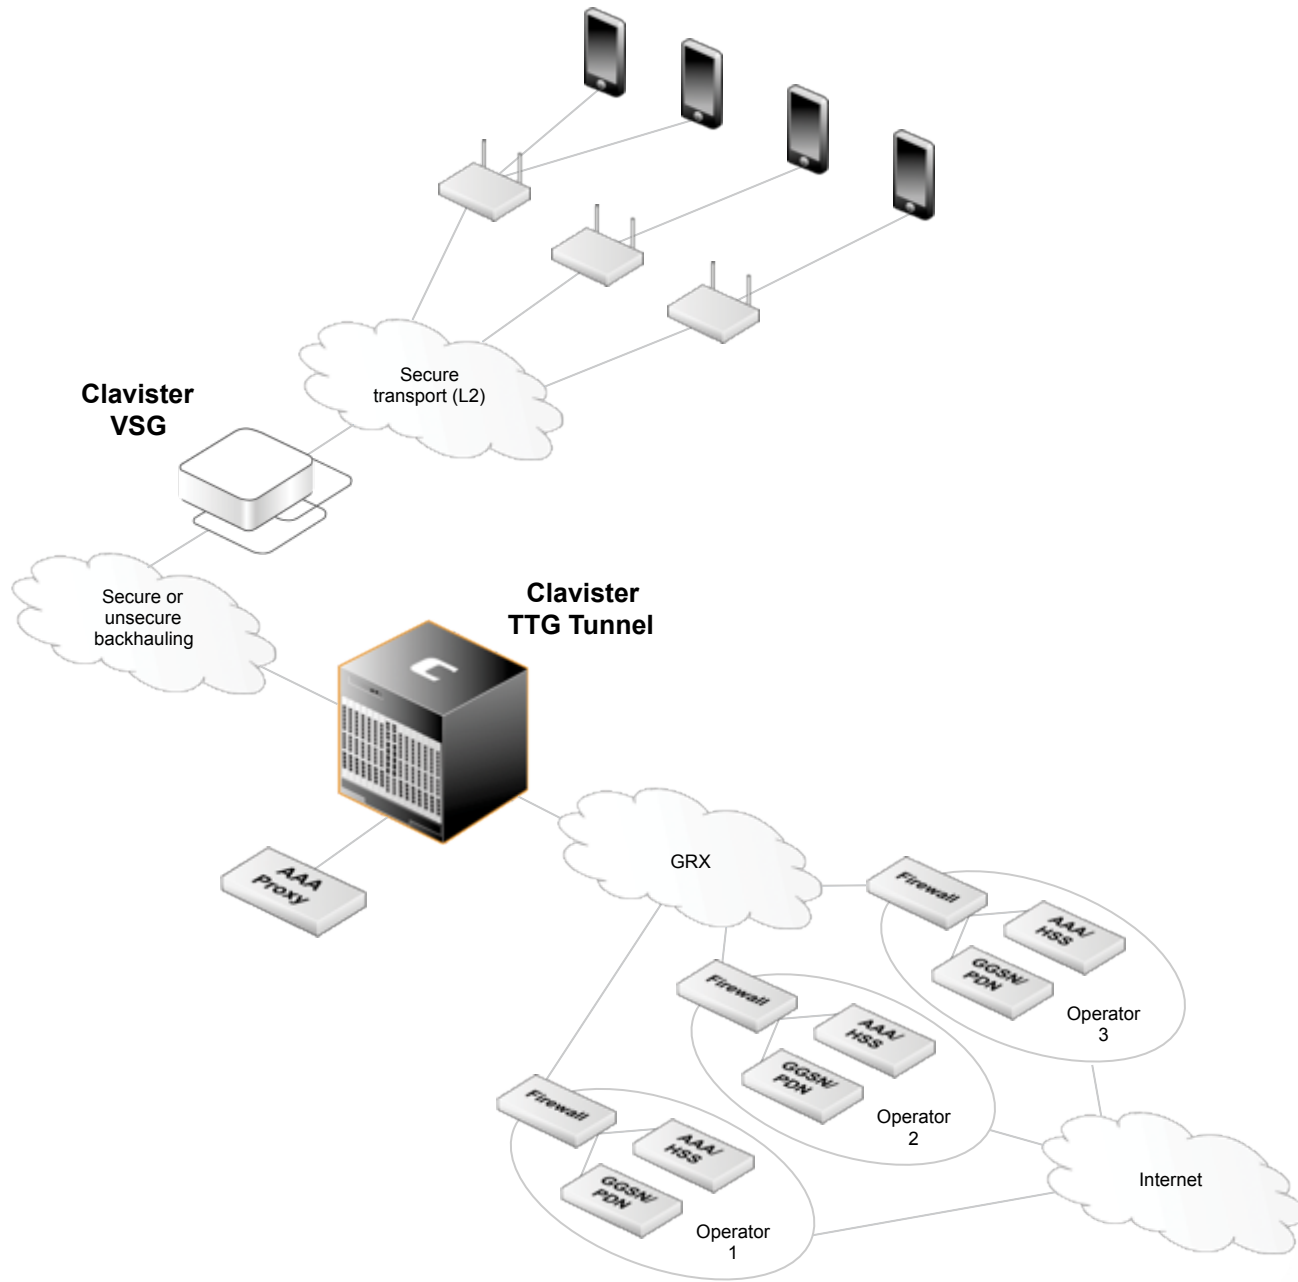 Secure
transport (L2)
Clavister
VSG
Secure or
unsecure
backhauling
Clavister
TTG Tunnel
C
AAA
Proxy
GRX
Firewall
AAA/
HSS
GGSN/
PDN
Operator
3
Firewall
AAA/
HSS
GGSN/
PDN
Operator
2
Firewall
AAA/
HSS
GGSN/
PDN
Operator
1
Internet